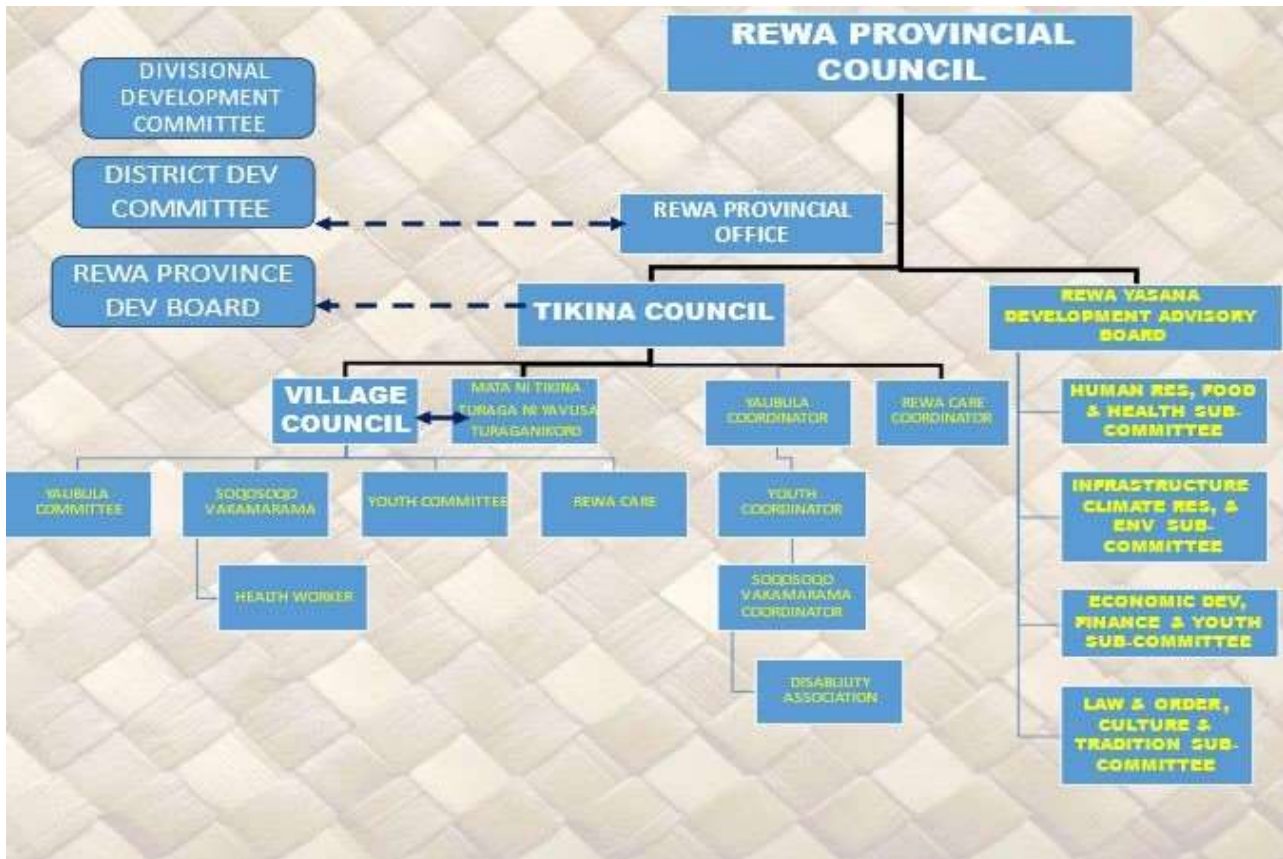 REWA PROVINCIAL
COUNCIL
DIVISIONAL
DEVELOPMENT
COMMITTEE
DISTRICT DEV
COMMITTEE
REWA PROVINCIAL
OFFICE
REWA PROVINCE
DEV BOARD
TIKINA COUNCIL
REWA YASANA
DEVELOPMENT ADVISORY
BOARD
VILLAGE
COUNCIL
MATA NI TIKINA
TURAGA NI YAVUSA
TURAGANIKORO
YAUBULA
COORDINATOR
REWA CARE
COORDINATOR
HUMAN RES, FOOD
& HEALTH SUB-
COMMITTEE
YAUBULA
COMMITTEE
SOQOSOQO
VAKAMARAMA
YOUTH COMMITTEE
REWA CARE
YOUTH
COORDINATOR
INFRASTRUCTURE
CLIMATE RES, &
ENV SUB-
COMMITTEE
HEALTH WORKER
SOQOSOQO
VAKAMARAMA
COORDINATOR
ECONOMIC DEV,
FINANCE & YOUTH
SUB-COMMITTEE
DISABLIUTY
ASSOCIATION
LAW & ORDER,
CULTURE &
TRADITION SUB-
COMMITTEE